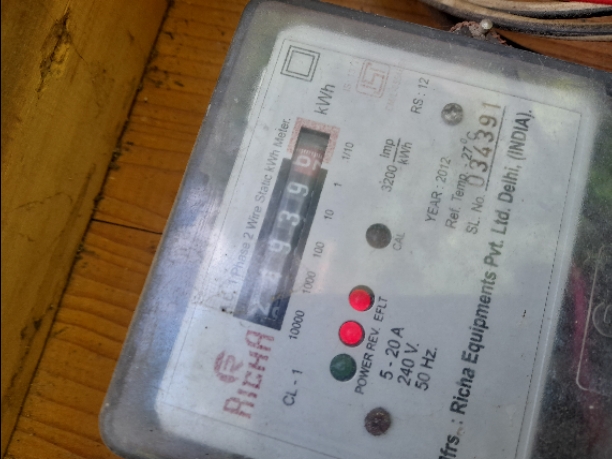 1 Phase 2 Wire Static kWh Meter.
kWh
10000 1000 100 10 1 1/10
RICHA
CL - 1
3200 Imp
kWh
RS : 12
CAL
POWER REV. EFLT
YEAR : 2012
5 - 20 A
Ref. Temp. 27°C
240 V.
SL. No. 034391
50 Hz.
Mfrs. : Richa Equipments Pvt. Ltd, Delhi, (INDIA).